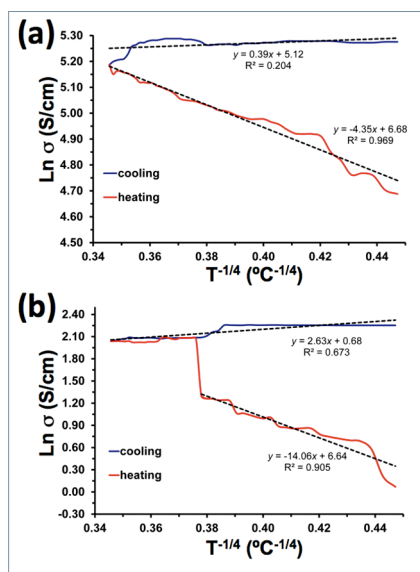 (a)
5.30
5.20
5.10
5.00
4.90
4.80
4.70
4.60
4.50
Ln σ (S/cm)
y = 0.39x + 5.12
R² = 0.204
y = -4.35x + 6.68
R² = 0.969
cooling
heating
0.34 0.36 0.38 0.40 0.42 0.44
T-1/4 (ºC-1/4)
(b)
2.40
2.10
1.80
1.50
1.20
0.90
0.60
0.30
0.00
-0.30
Ln σ (S/cm)
y = 2.63x + 0.68
R² = 0.673
y = -14.06x + 6.64
R² = 0.905
cooling
heating
0.34 0.36 0.38 0.40 0.42 0.44
T-1/4 (ºC-1/4)